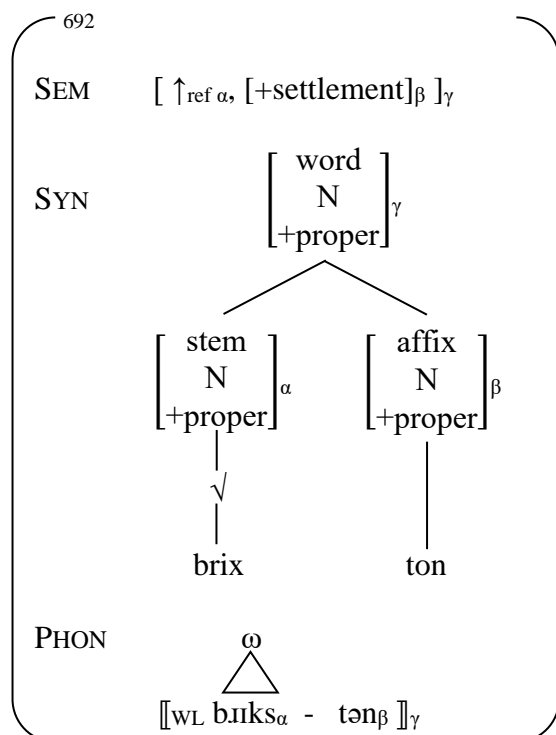 692
SEM [ ↑ref α, [+settlement]β ]γ
SYN
word
N
+proper γ
stem affix
N N
+proper α +proper β
√
brix ton
PHON ω
⟦WL bɹɪksα - tənβ ⟧γ